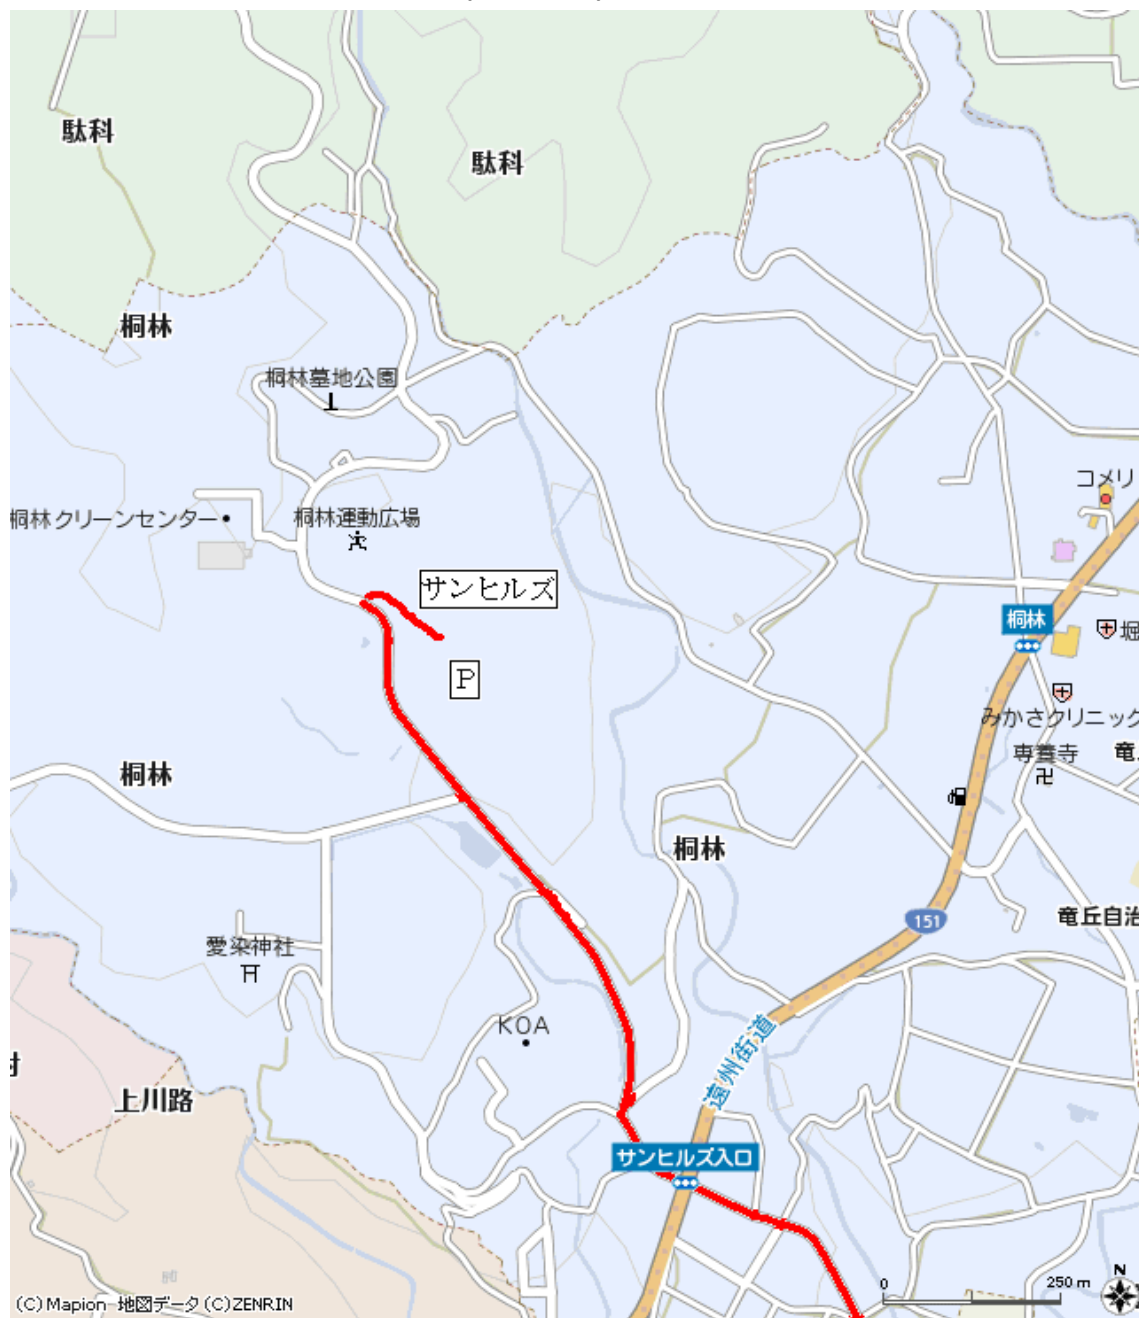 駄科
駄科
桐林
桐林墓地公園
コメリ
桐林クリーンセンター
桐林運動広場
サンヒルズ
桐林
堀
P
みかさクリニック
専養寺
竜
桐林
桐林
151
竜丘自治
愛染神社
KOA
遠州街道
村
上川路
サンヒルズ入口
N
0
250 m
(C)Mapion 地図データ (C)ZENRIN